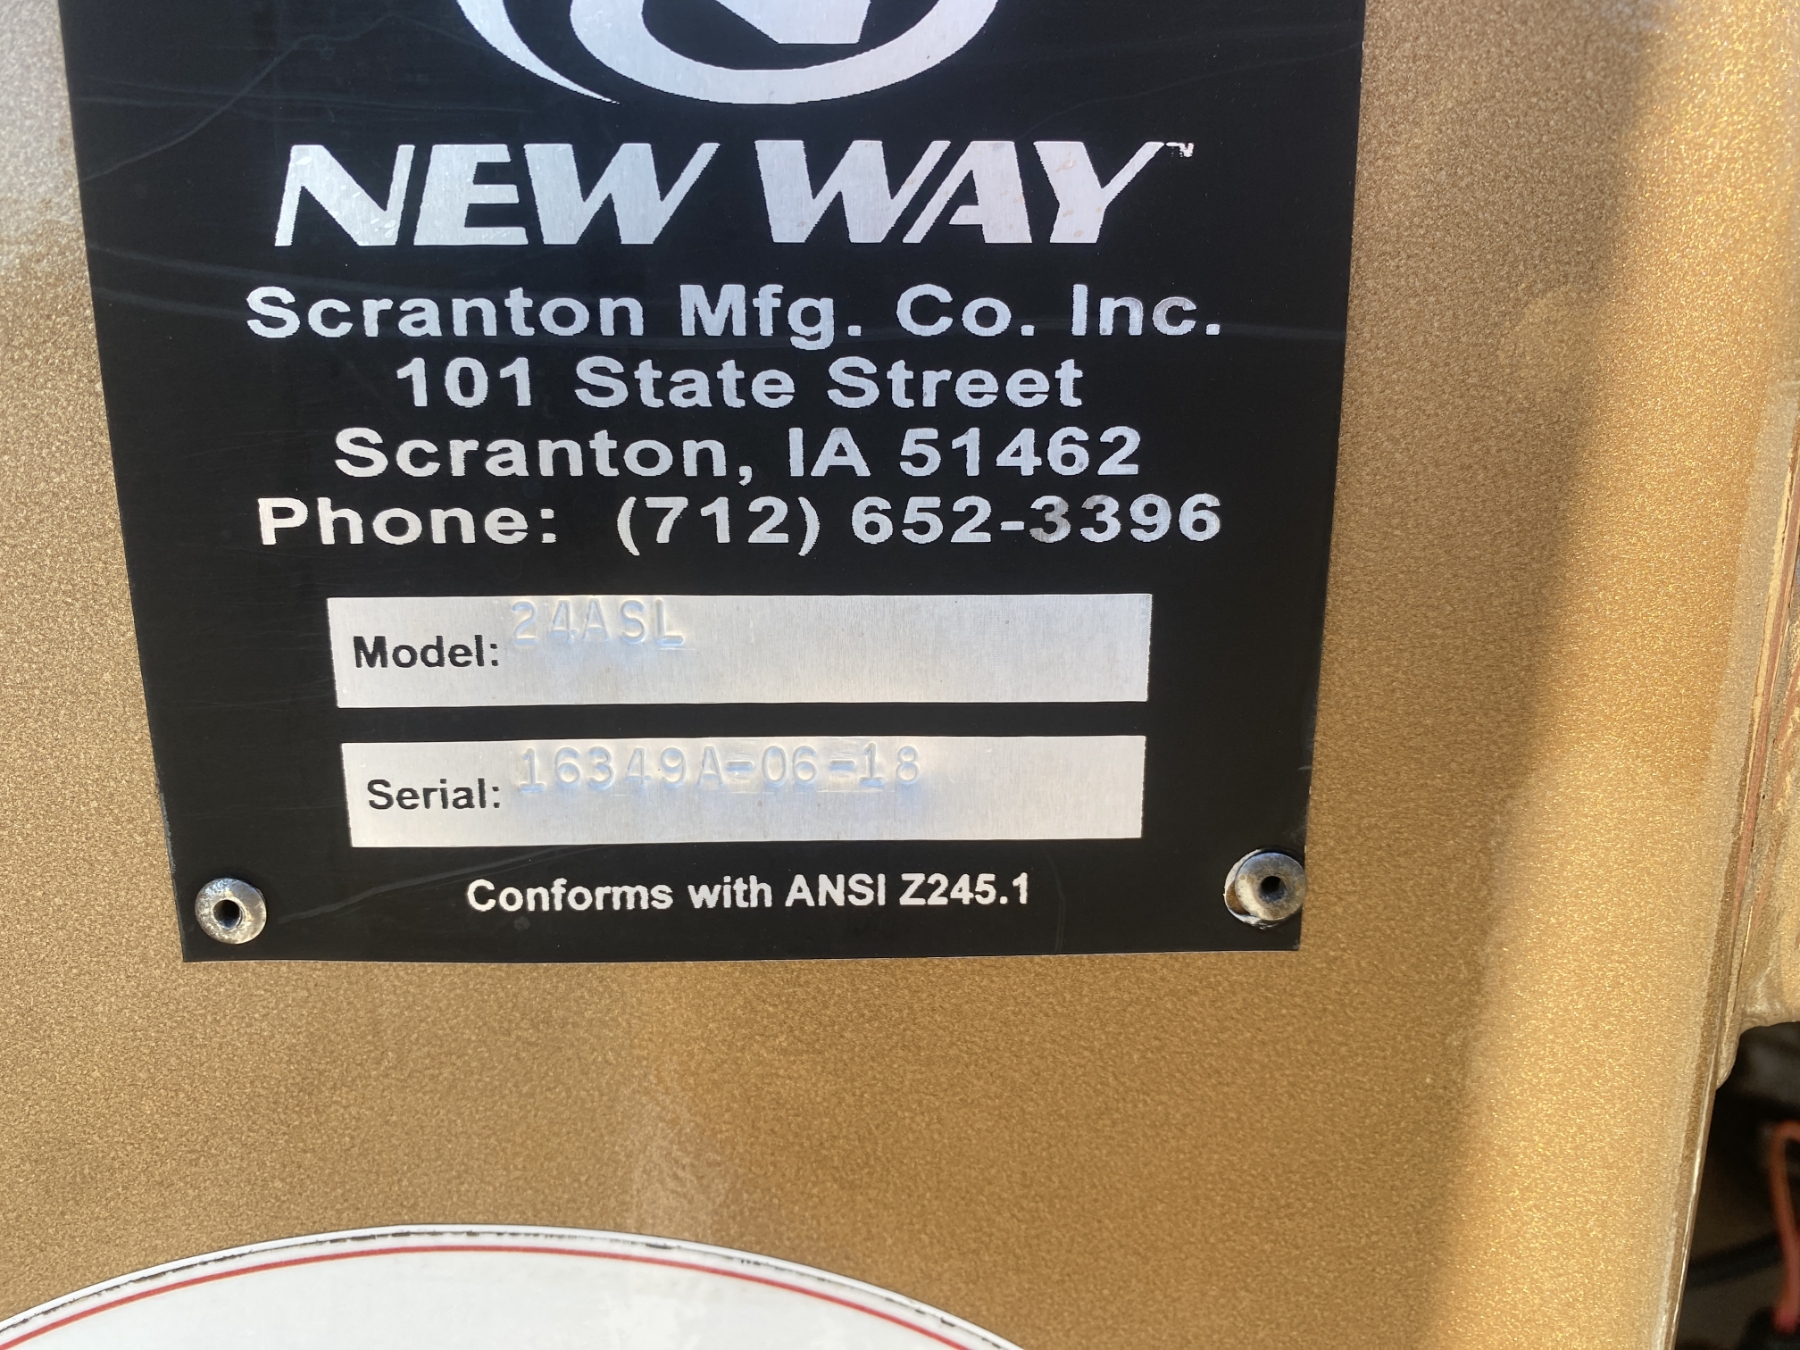 NEW WAY™
Scranton Mfg. Co. Inc.
101 State Street
Scranton, IA 51462
Phone: (712) 652-3396
Model: 24ASL
Serial: 16349A-06-18
Conforms with ANSI Z245.1